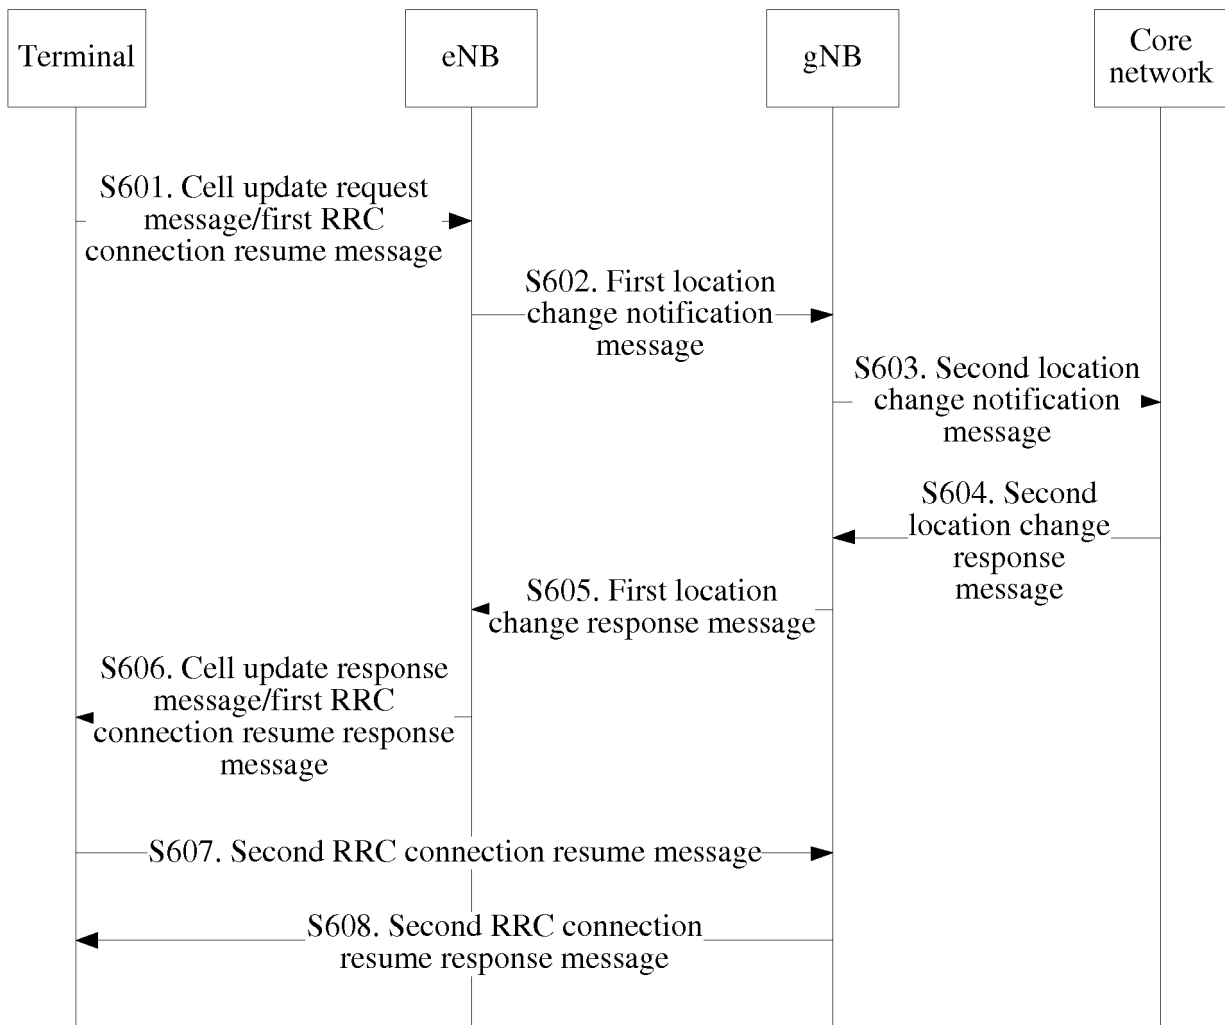 Terminal
eNB
gNB
Core
network
S601. Cell update request
message/first RRC
connection resume message
S602. First location
change notification
message
S603. Second location
change notification
message
S604. Second
location change
response
message
S605. First location
change response message
S606. Cell update response
message/first RRC
connection resume response
message
S607. Second RRC connection resume message
S608. Second RRC connection
resume response message